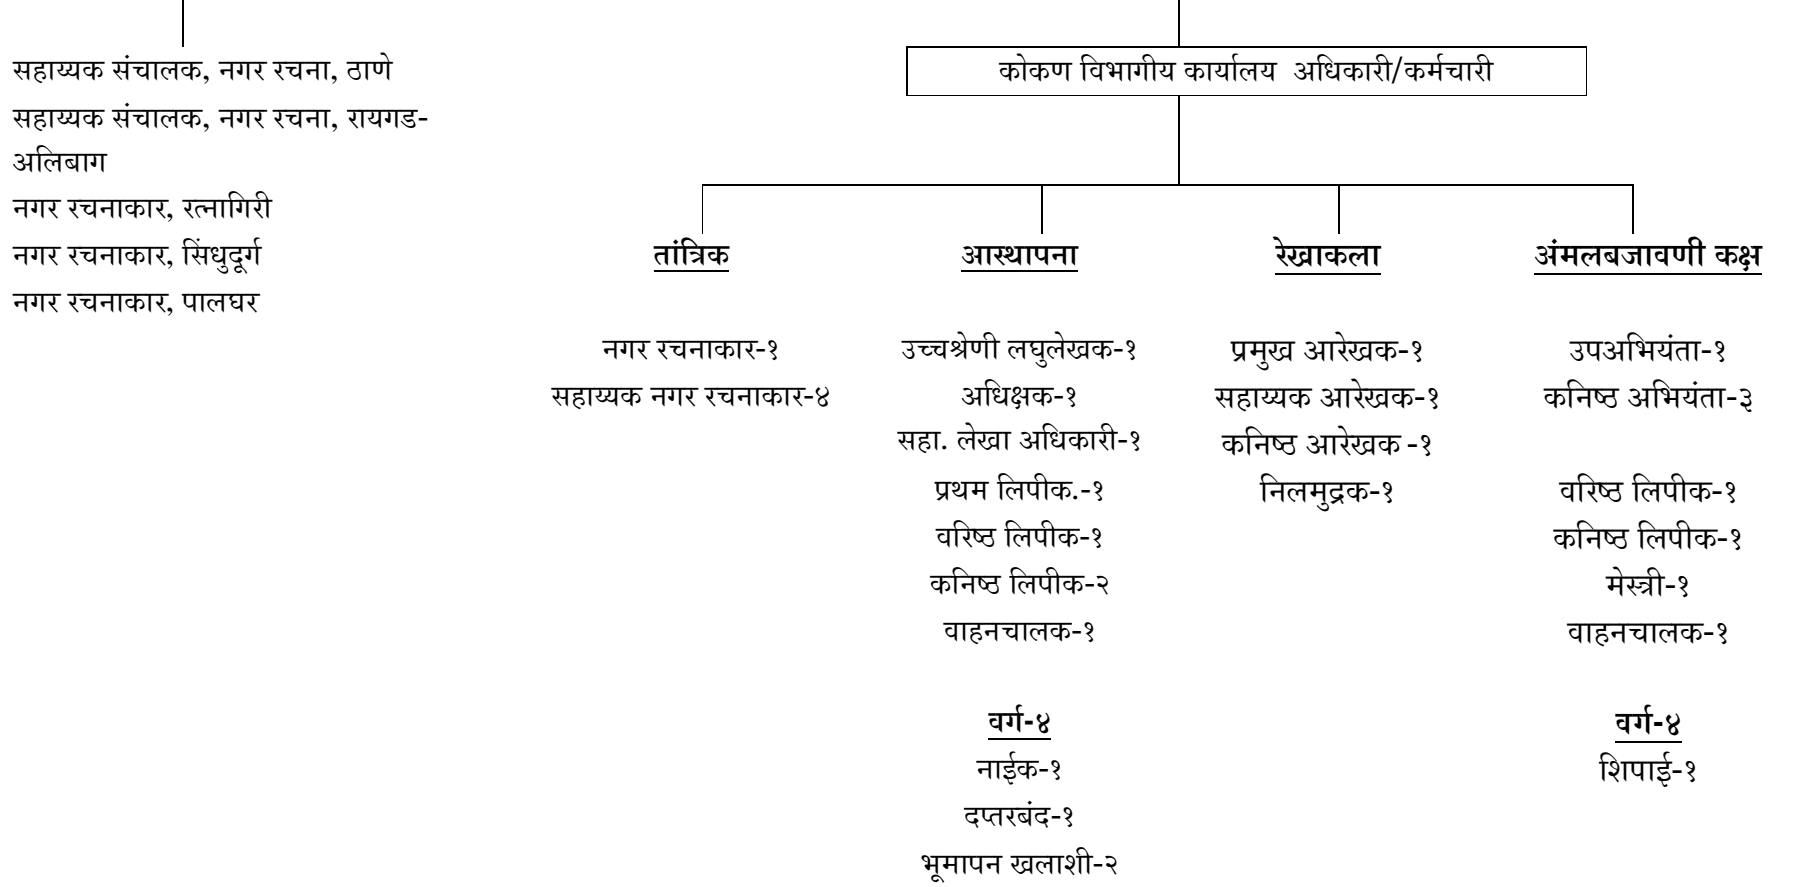 सहाय्यक संचालक, नगर रचना, ठाणे
सहाय्यक संचालक, नगर रचना, रायगड-
अलिबाग
नगर रचनाकार, रत्नागिरी
नगर रचनाकार, सिंधुदूर्ग
नगर रचनाकार, पालघर
कोकण विभागीय कार्यालय अधिकारी/कर्मचारी
तांत्रिक
नगर रचनाकार-१
सहाय्यक नगर रचनाकार-४
आस्थापना
उच्चश्रेणी लघुलेखक-१
अधिक्षक-१
सहा. लेखा अधिकारी-१
प्रथम लिपीक.-१
वरिष्ठ लिपीक-१
कनिष्ठ लिपीक-२
वाहनचालक-१
वर्ग-४
नाईक-१
दप्तरबंद-१
भूमापन खलाशी-२
रेखाकला
प्रमुख आरेखक-१
सहाय्यक आरेखक-१
कनिष्ठ आरेखक -१
निलमुद्रक-१
अंमलबजावणी कक्ष
उपअभियंता-१
कनिष्ठ अभियंता-३
वरिष्ठ लिपीक-१
कनिष्ठ लिपीक-१
मेस्त्री-१
वाहनचालक-१
वर्ग-४
शिपाई-१